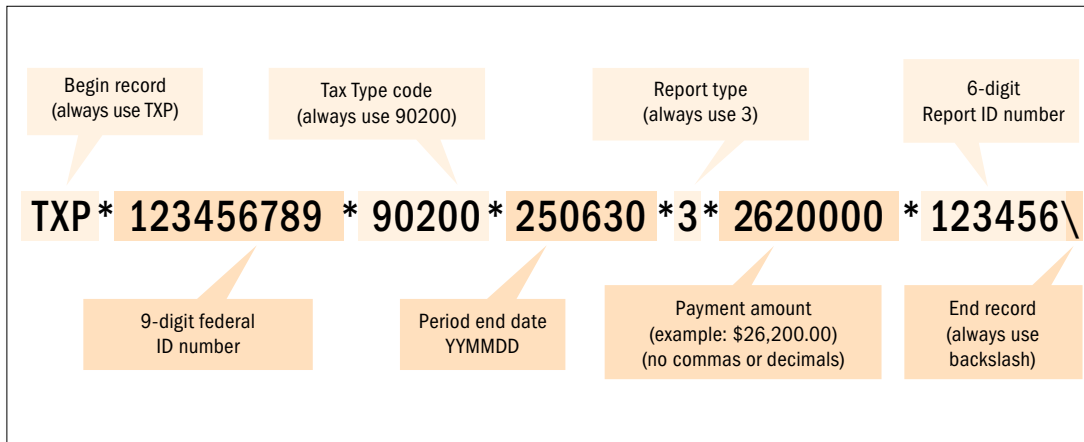 Begin record
(always use TXP)
Tax Type code
(always use 90200)
Report type
(always use 3)
6-digit
Report ID number
TXP * 123456789 * 90200 * 250630 * 3 * 2620000 * 123456\
9-digit federal
ID number
Period end date
YYMMDD
Payment amount
(example: $26,200.00)
(no commas or decimals)
End record
(always use
backslash)